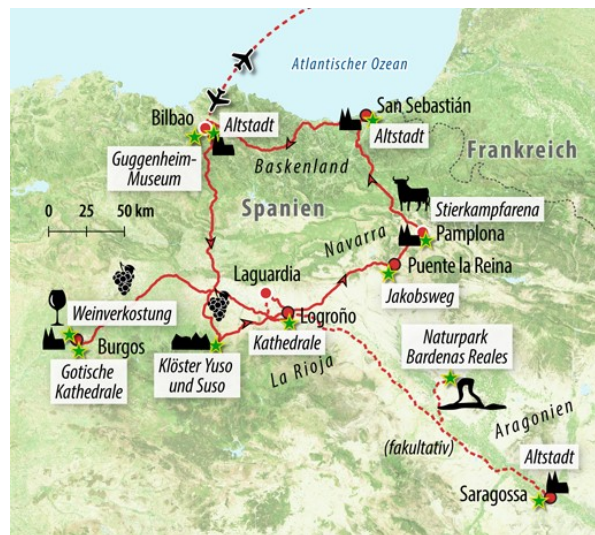 Atlantischer Ozean
San Sebastián
Bilbao
Altstadt
Altstadt
Guggenheim-
Museum
Baskenland
Frankreich
0 25 50 km
Spanien
Stierkampfarena
Navarra
Pamplona
Laguardia
Puente la Reina
Jakobsweg
Weinverkostung
Logroño
Burgos
Kathedrale
Naturpark
Bardenas Reales
Gotische
Kathedrale
Klöster Yuso
und Suso
La Rioja
Aragonien
(fakultativ)
Altstadt
Saragossa